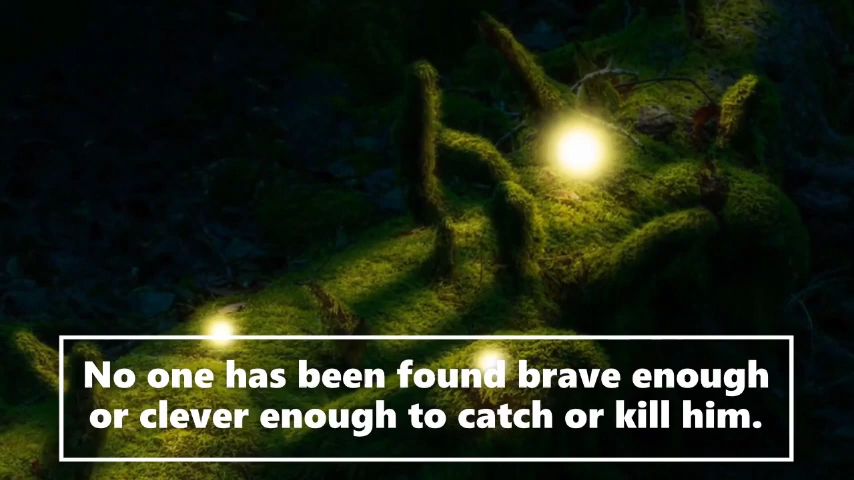 No one has been found brave enough
or clever enough to catch or kill him.